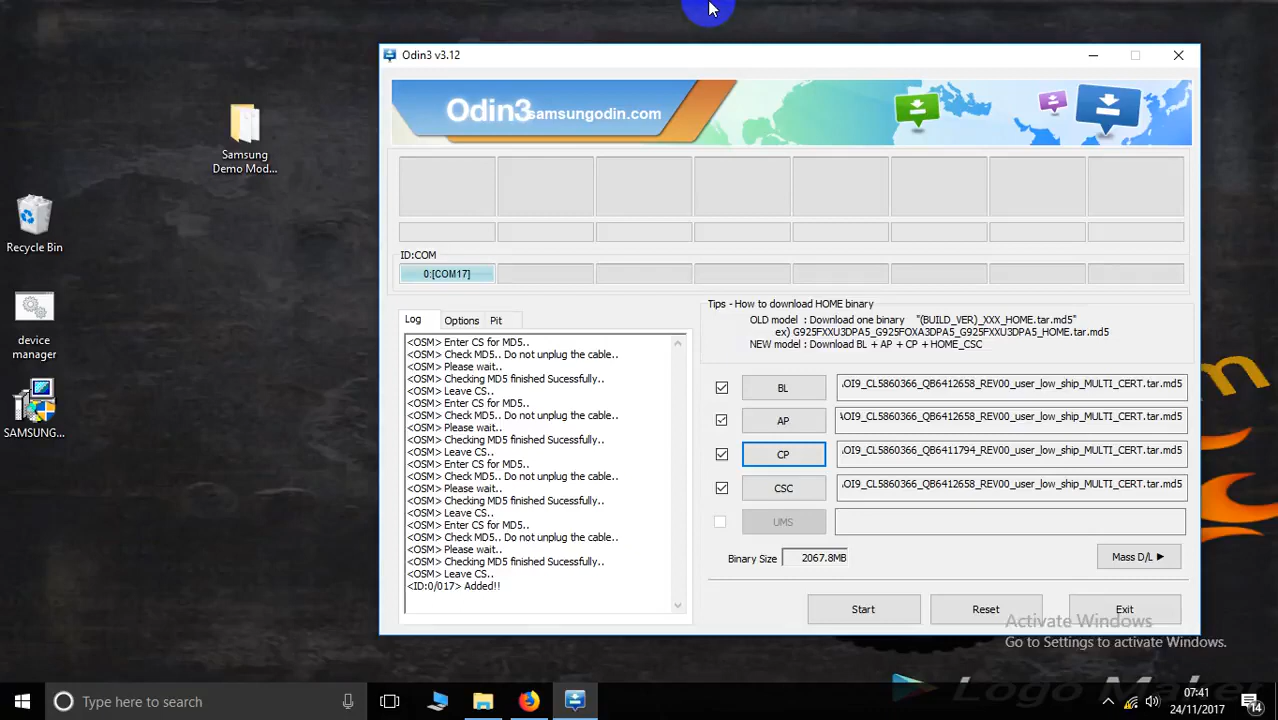 Odin3 v3.12
Odin3
samsungodin.com
Samsung
Demo Mod...
Recycle Bin
device
manager
SAMSUNG...
ID:COM
0:[COM17]
Log
Options
Pit
<OSM> Enter CS for MD5..
<OSM> Check MD5.. Do not unplug the cable..
<OSM> Please wait..
<OSM> Checking MD5 finished Sucessfully..
<OSM> Leave CS..
<OSM> Enter CS for MD5..
<OSM> Check MD5.. Do not unplug the cable..
<OSM> Please wait..
<OSM> Checking MD5 finished Sucessfully..
<OSM> Leave CS..
<OSM> Enter CS for MD5..
<OSM> Check MD5.. Do not unplug the cable..
<OSM> Please wait..
<OSM> Checking MD5 finished Sucessfully..
<OSM> Leave CS..
<OSM> Enter CS for MD5..
<OSM> Check MD5.. Do not unplug the cable..
<OSM> Please wait..
<OSM> Checking MD5 finished Sucessfully..
<OSM> Leave CS..
<ID:0/017> Added!!
Tips - How to download HOME binary
OLD model : Download one binary "(BUILD_VER)_XXX_HOME.tar.md5"
ex) G925FXXU3DPA5_G925FOXA3DPA5_G925FXXU3DPA5_HOME.tar.md5
NEW model : Download BL + AP + CP + HOME_CSC
BL
.OI9_CL5860366_QB6412658_REV00_user_low_ship_MULTI_CERT.tar.md5
AP
OI9_CL5860366_QB6412658_REV00_user_low_ship_MULTI_CERT.tar.md5
CP
.OI9_CL5860366_QB6411794_REV00_user_low_ship_MULTI_CERT.tar.md5
CSC
.OI9_CL5860366_QB6412658_REV00_user_low_ship_MULTI_CERT.tar.md5
UMS
Binary Size
2067.8MB
Mass D/L
Start
Reset
Exit
Activate Windows
Go to Settings to activate Windows.
Logo Maker
Type here to search
07:41
24/11/2017
14